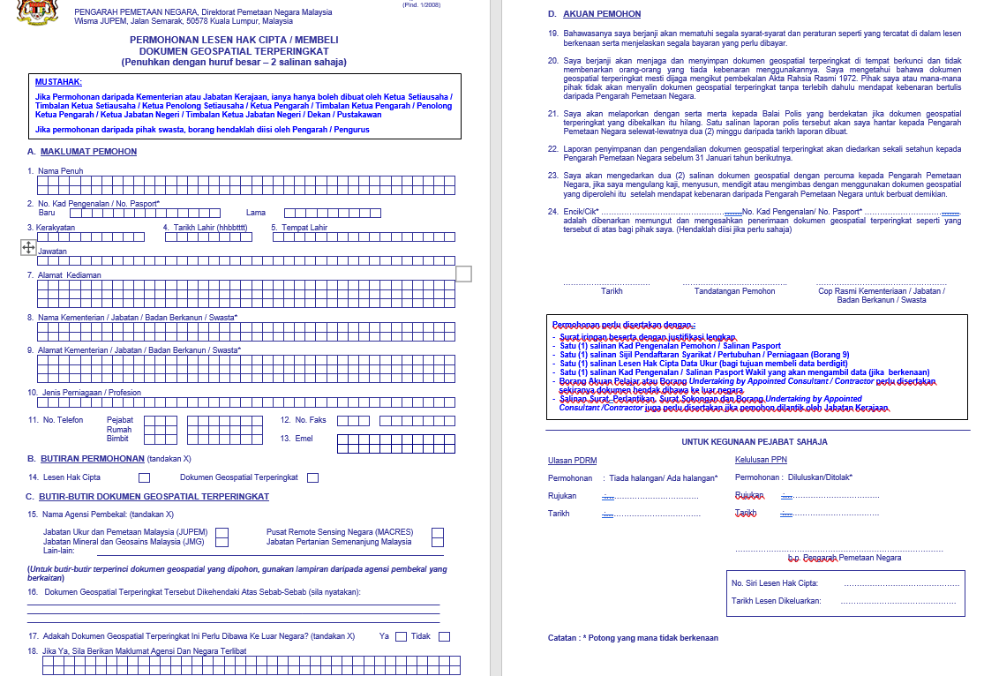 (Pind. 1/2008)
PENGARAH PEMETAAN NEGARA, Direktorat Pemetaan Negara Malaysia
Wisma JUPEM, Jalan Semarak, 50578 Kuala Lumpur, Malaysia
PERMOHONAN LESEN HAK CIPTA / MEMBELI
DOKUMEN GEOSPATIAL TERPERINGKAT
(Penuhkan dengan huruf besar – 2 salinan sahaja)
MUSTAHAK:
Jika Permohonan daripada Kementerian atau Jabatan Kerajaan, ianya hanya boleh dibuat oleh Ketua Setiausaha /
Timbalan Ketua Setiausaha / Ketua Penolong Setiausaha / Ketua Pengarah / Timbalan Ketua Pengarah / Penolong
Ketua Pengarah / Ketua Jabatan Negeri / Timbalan Ketua Jabatan Negeri / Dekan / Pustakawan
Jika permohonan daripada pihak swasta, borang hendaklah diisi oleh Pengarah / Pengurus
A. MAKLUMAT PEMOHON
1. Nama Penuh
2. No. Kad Pengenalan / No. Pasport*
Baru Lama
3. Kerakyatan 4. Tarikh Lahir (hhbbtttt) 5. Tempat Lahir
Jawatan
7. Alamat Kediaman
8. Nama Kementerian / Jabatan / Badan Berkanun / Swasta*
9. Alamat Kementerian / Jabatan / Badan Berkanun / Swasta*
10. Jenis Perniagaan / Profesion
11. No. Telefon Pejabat 12. No. Faks
Rumah
Bimbit 13. Emel
B. BUTIRAN PERMOHONAN (tandakan X)
14. Lesen Hak Cipta Dokumen Geospatial Terperingkat
C. BUTIR-BUTIR DOKUMEN GEOSPATIAL TERPERINGKAT
15. Nama Agensi Pembekal: (tandakan X)
Jabatan Ukur dan Pemetaan Malaysia (JUPEM) Pusat Remote Sensing Negara (MACRES)
Jabatan Mineral dan Geosains Malaysia (JMG) Jabatan Pertanian Semenanjung Malaysia
Lain-lain:
(Untuk butir-butir terperinci dokumen geospatial yang dipohon, gunakan lampiran daripada agensi pembekal yang
berkaitan)
16. Dokumen Geospatial Terperingkat Tersebut Dikehendaki Atas Sebab-Sebab (sila nyatakan):
17. Adakah Dokumen Geospatial Terperingkat Ini Perlu Dibawa Ke Luar Negara? (tandakan X) Ya Tidak
18. Jika Ya, Sila Berikan Maklumat Agensi Dan Negara Terlibat
D. AKUAN PEMOHON
19. Bahawasanya saya berjanji akan mematuhi segala syarat-syarat dan peraturan seperti yang tercatat di dalam lesen
berkenaan serta menjelaskan segala bayaran yang perlu dibayar.
20. Saya berjanji akan menjaga dan menyimpan dokumen geospatial terperingkat di tempat berkunci dan tidak
membenarkan orang-orang yang tiada kebenaran menggunakannya. Saya mengetahui bahawa dokumen
geospatial terperingkat mesti dijaga mengikut pembekalan Akta Rahsia Rasmi 1972. Pihak saya atau mana-mana
pihak tidak akan menyalin dokumen geospatial terperingkat tanpa terlebih dahulu mendapat kebenaran bertulis
daripada Pengarah Pemetaan Negara.
21. Saya akan melaporkan dengan serta merta kepada Balai Polis yang berdekatan jika dokumen geospatial
terperingkat yang dibekalkan itu hilang. Satu salinan laporan polis tersebut akan saya hantar kepada Pengarah
Pemetaan Negara selewat-lewatnya dua (2) minggu daripada tarikh laporan dibuat.
22. Laporan penyimpanan dan pengendalian dokumen geospatial terperingkat akan diedarkan sekali setahun kepada
Pengarah Pemetaan Negara sebelum 31 Januari tahun berikutnya.
23. Saya akan mengedarkan dua (2) salinan dokumen geospatial dengan percuma kepada Pengarah Pemetaan
Negara, jika saya mengulang kaji, menyusun, mendigit atau mengimbas dengan menggunakan dokumen geospatial
yang diperolehi itu setelah mendapat kebenaran daripada Pengarah Pemetaan Negara untuk berbuat demikian.
24. Encik/Cik* ........................................................No. Kad Pengenalan/ No. Pasport* ......................................
adalah dibenarkan memungut dan mengesahkan penerimaan dokumen geospatial terperingkat seperti yang
tersebut di atas bagi pihak saya. (Hendaklah diisi jika perlu sahaja)
Tarikh Tandatangan Pemohon Cop Rasmi Kementeriaan / Jabatan /
Badan Berkanun / Swasta
Permohonan perlu disertakan dengan :
- Surat iringan beserta dengan justifikasi lengkap
- Satu (1) salinan Kad Pengenalan Pemohon / Salinan Pasport
- Satu (1) salinan Sijil Pendaftaran Syarikat / Pertubuhan / Perniagaan (Borang 9)
- Satu (1) salinan Lesen Hak Cipta Data Ukur (bagi tujuan membeli data berdigit)
- Satu (1) salinan Kad Pengenalan / Salinan Pasport Wakil yang akan mengambil data (jika berkenaan)
- Borang Akuan Pelajar atau Borang Undertaking by Appointed Consultant / Contractor perlu disertakan
sekiranya dokumen hendak dibawa ke luar negara
- Salinan Surat Perlantikan, Surat Sokongan dan Borang Undertaking by Appointed
Consultant /Contractor juga perlu disertakan jika pemohon dilantik oleh Jabatan Kerajaan
UNTUK KEGUNAAN PEJABAT SAHAJA
Ulasan PDRM Kelulusan PPN
Permohonan : Tiada halangan/ Ada halangan* Permohonan : Diluluskan/Ditolak*
Rujukan :................................ Rujukan :................................
Tarikh :................................ Tarikh :................................
b.p. Pengarah Pemetaan Negara
No. Siri Lesen Hak Cipta: ............................................
Tarikh Lesen Dikeluarkan: ............................................
Catatan : * Potong yang mana tidak berkenaan